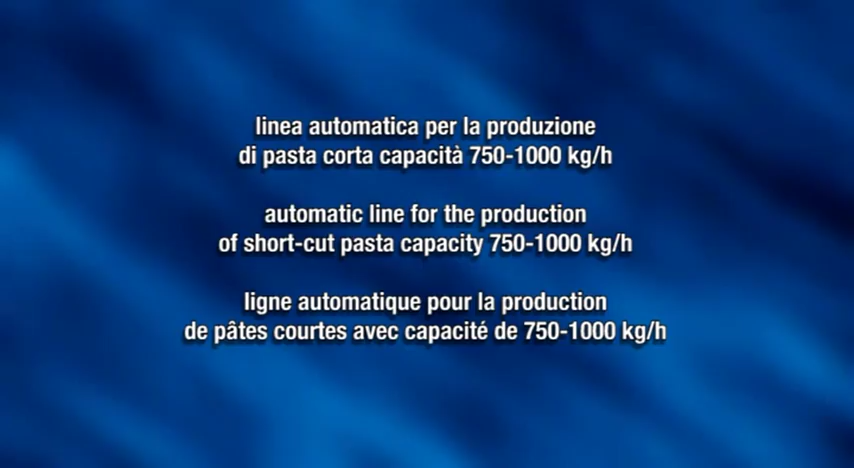 linea automatica per la produzione
di pasta corta capacità 750-1000 kg/h
automatic line for the production
of short-cut pasta capacity 750-1000 kg/h
ligne automatique pour la production
de pâtes courtes avec capacité de 750-1000 kg/h